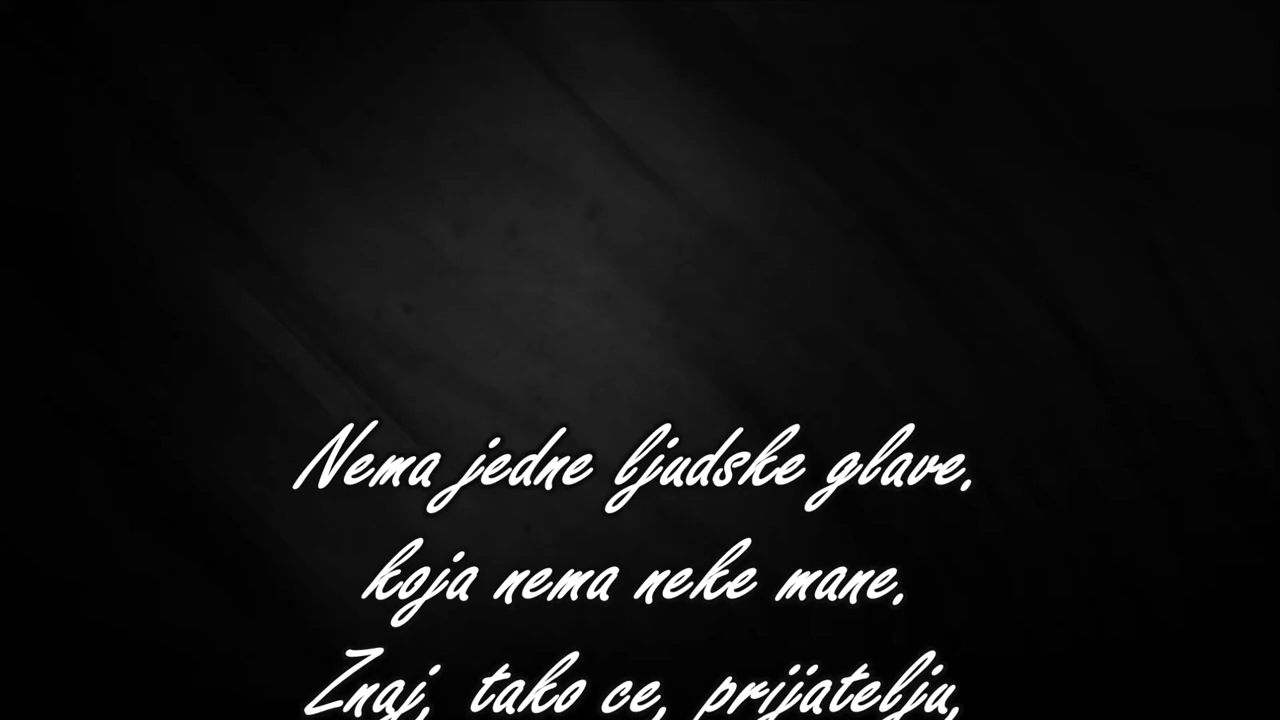 Nema jedne ljudske glave,
koja nema neke mane,
Znaj, tako ce, prijatelju,